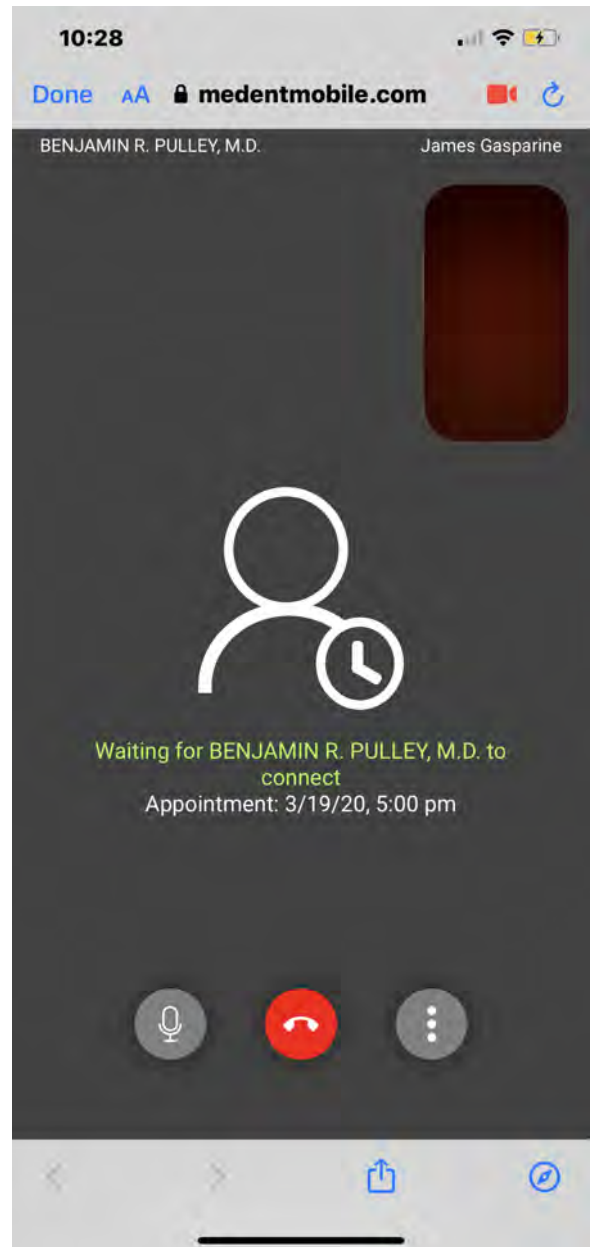 10:28
Done AA medentmobile.com
BENJAMIN R. PULLEY, M.D. James Gasparine
Waiting for BENJAMIN R. PULLEY, M.D. to
connect
Appointment: 3/19/20, 5:00 pm